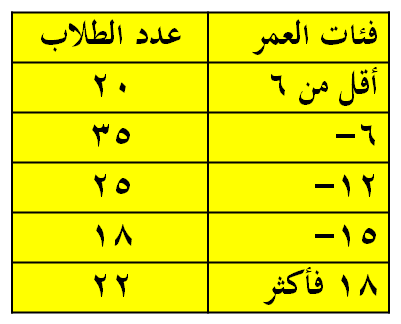 فئات العمر عدد الطلاب
أقل من ٦ ٢٠
٦– ٣٥
١٢– ٢٥
١٥– ١٨
١٨ فأكثر ٢٢